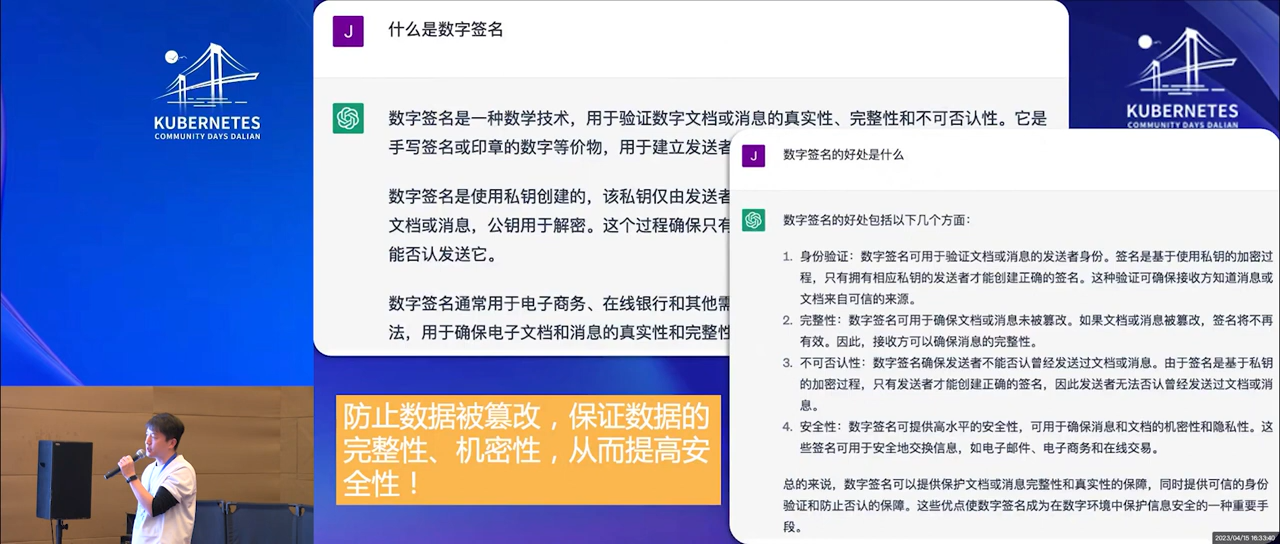 KUBERNETES
COMMUNITY DAYS DALIAN
J
什么是数字签名
数字签名是一种数学技术，用于验证数字文档或消息的真实性、完整性和不可否认性。它是
手写签名或印章的数字等价物，用于建立发送者
数字签名是使用私钥创建的，该私钥仅由发送者
文档或消息，公钥用于解密。这个过程确保只有
能否认发送它。
数字签名通常用于电子商务、在线银行和其他需
法，用于确保电子文档和消息的真实性和完整性
防止数据被篡改，保证数据的
完整性、机密性，从而提高安
全性！
KUBERNETES
COMMUNITY DAYS DALIAN
J
数字签名的好处是什么
数字签名的好处包括以下几个方面：
1. 身份验证：数字签名可用于验证文档或消息的发送者身份。签名是基于使用私钥的加密过
程，只有拥有相应私钥的发送者才能创建正确的签名。这种验证可确保接收方知道消息或
文档来自可信的来源。
2. 完整性：数字签名可用于确保文档或消息未被篡改。如果文档或消息被篡改，签名将不再
有效。因此，接收方可以确保消息的完整性。
3. 不可否认性：数字签名确保发送者不能否认曾经发送过文档或消息。由于签名是基于私钥
的加密过程，只有发送者才能创建正确的签名，因此发送者无法否认曾经发送过文档或消
息。
4. 安全性：数字签名可提供高水平的安全性，可用于确保消息和文档的机密性和隐私性。这
些签名可用于安全地交换信息，如电子邮件、电子商务和在线交易。
总的来说，数字签名可以提供保护文档或消息完整性和真实性的保障，同时提供可信的身份
验证和防止否认的保障。这些优点使数字签名成为在数字环境中保护信息安全的一种重要手
段。
2023/04/15 16:33:40